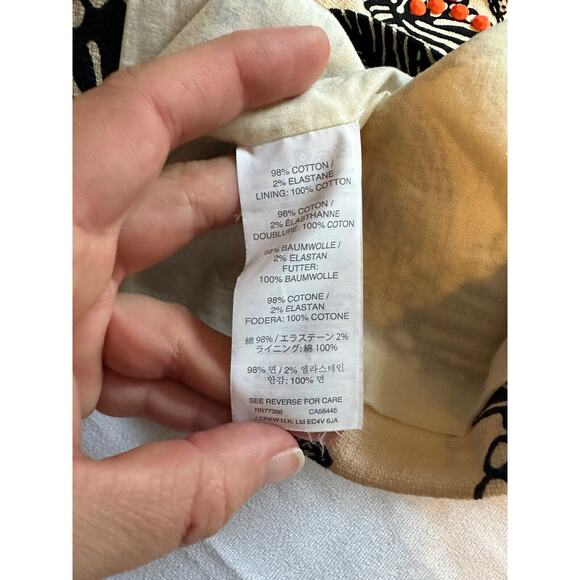 98% COTTON /
2% ELASTANE
LINING: 100% COTTON
98% COTON /
2% ÉLASTHANNE
DOUBLURE: 100% COTON
98% BAUMWOLLE /
2% ELASTAN
FUTTER:
100% BAUMWOLLE
98% COTONE /
2% ELASTAN
FODERA: 100% COTONE
綿 98% / エラステーン 2%
ライニング: 綿 100%
98% 면 / 2% 엘라스테인
안감: 100% 면
SEE REVERSE FOR CARE
RN77388 CA56445
J.CREW U.K. Ltd EC4V 6JA